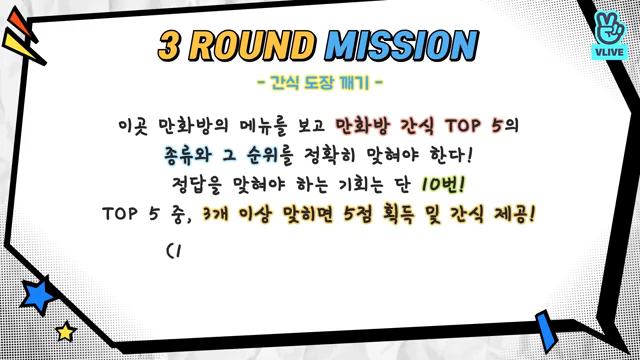 3 ROUND MISSION
VLIVE
- 간식 도장 깨기 -
이곳 만화방의 메뉴를 보고 만화방 간식 TOP 5의
종류와 그 순위를 정확히 맞혀야 한다!
정답을 맞혀야 하는 기회는 단 10번!
TOP 5 중, 3개 이상 맞히면 5점 획득 및 간식 제공!
(1